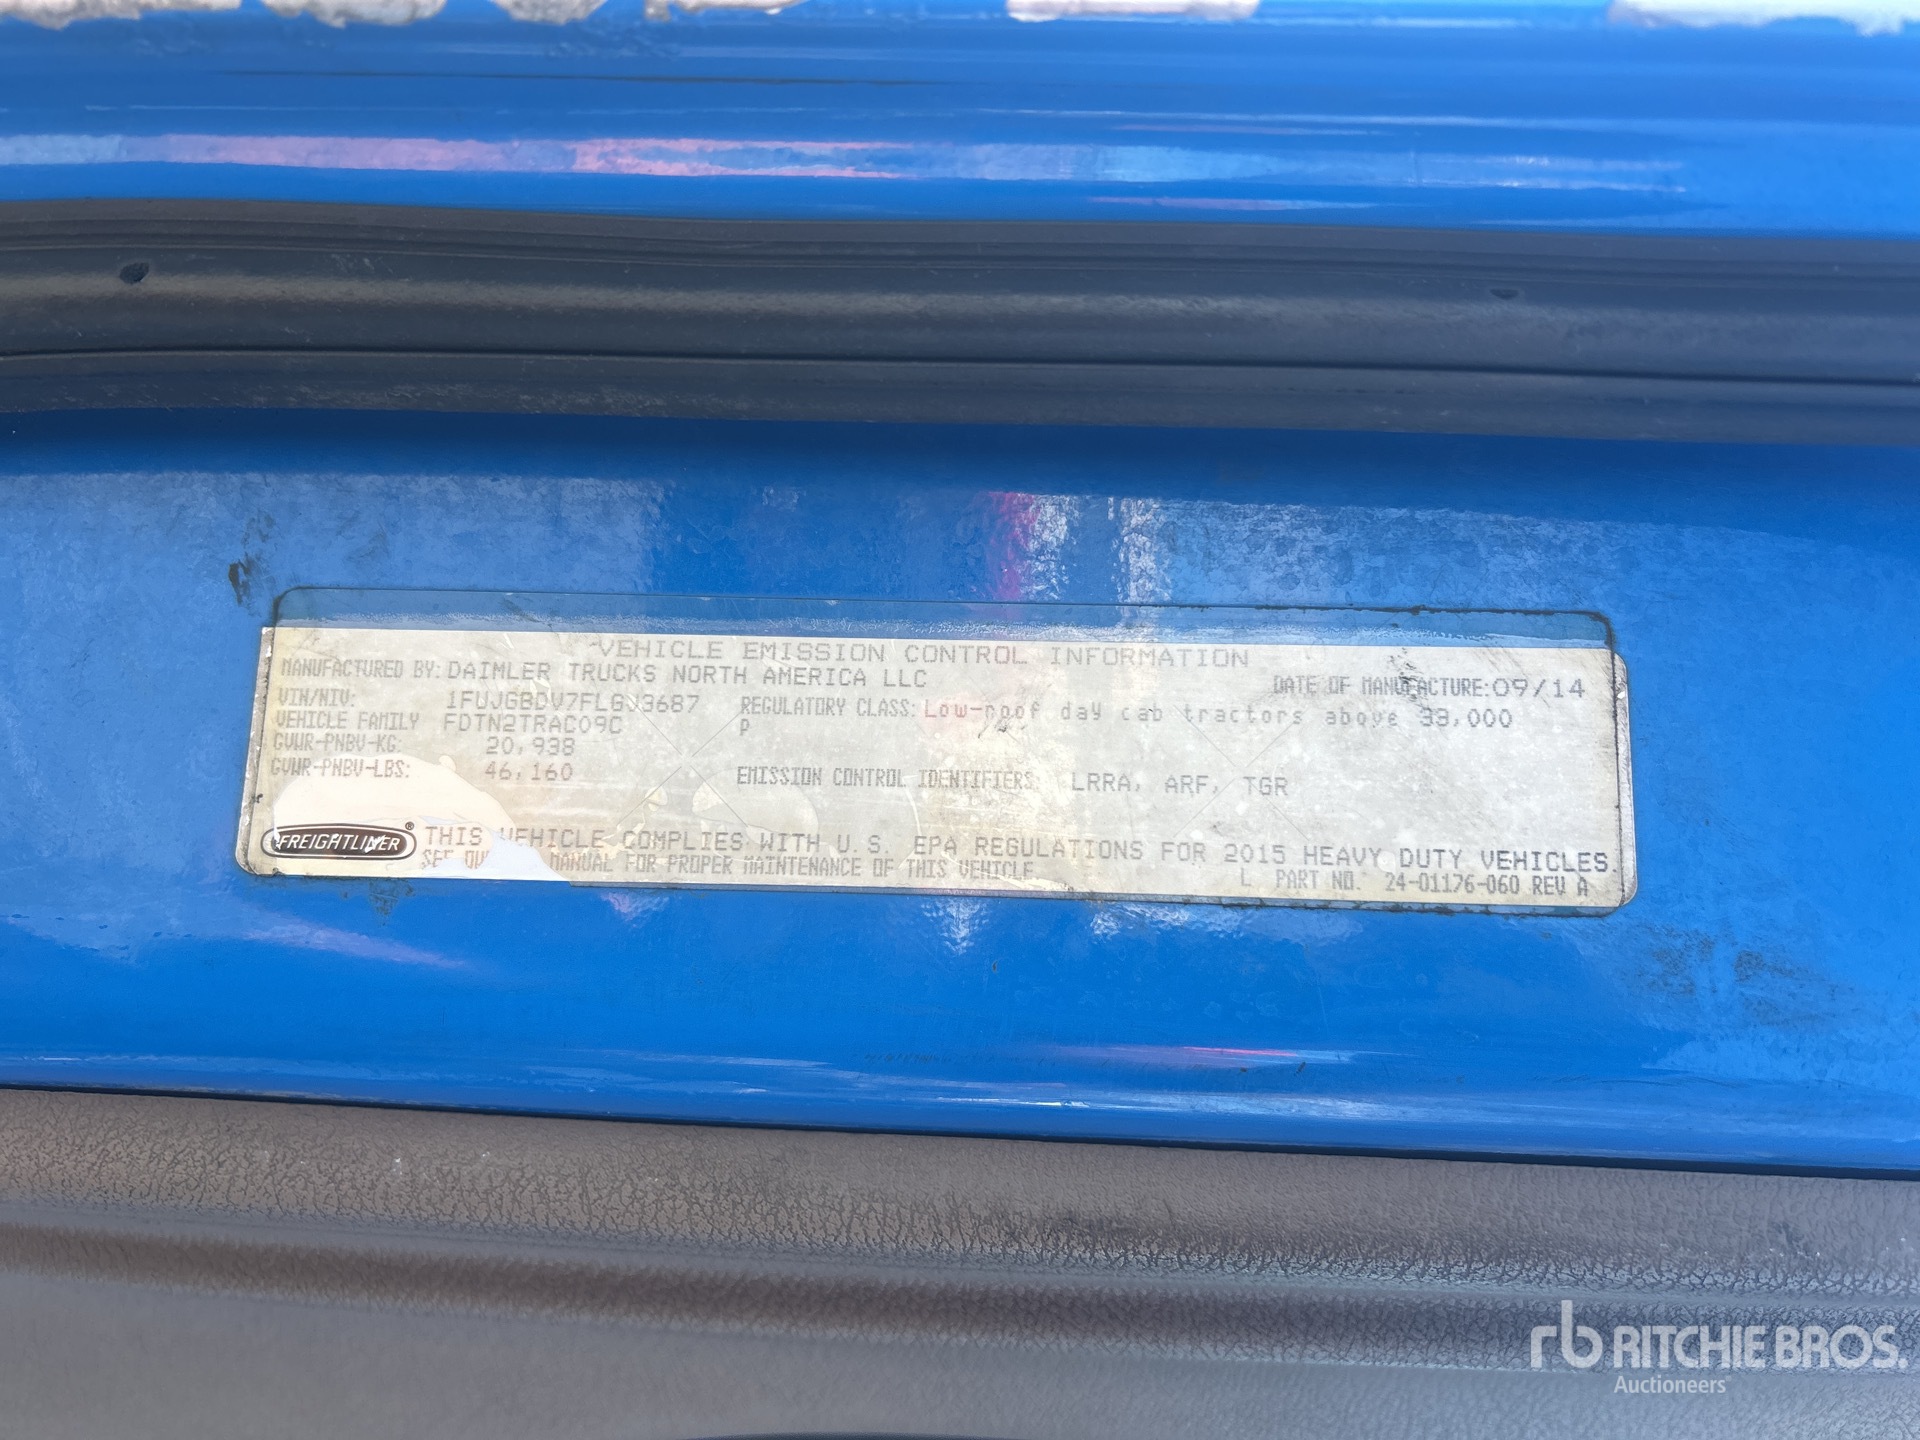 VEHICLE EMISSION CONTROL INFORMATION
MANUFACTURED BY: DAIMLER TRUCKS NORTH AMERICA LLC
DATE OF MANUFACTURE: 09/14
VIN/NIV: 1FUJGBDV7FLGJ3687
REGULATORY CLASS: Low-roof day cab tractors above 33,000
VEHICLE FAMILY FDTN2TRAC09C
P
GVWR-PNBV-KG: 20,938
GVWR-PNBV-LBS: 46,160
EMISSION CONTROL IDENTIFIERS: LRRA, ARF, TGR
FREIGHTLINER®
THIS VEHICLE COMPLIES WITH U.S. EPA REGULATIONS FOR 2015 HEAVY DUTY VEHICLES.
SEE MANUAL FOR PROPER MAINTENANCE OF THIS VEHICLE.
L PART NO. 24-01176-060 REV A
rb RITCHIE BROS.
Auctioneers